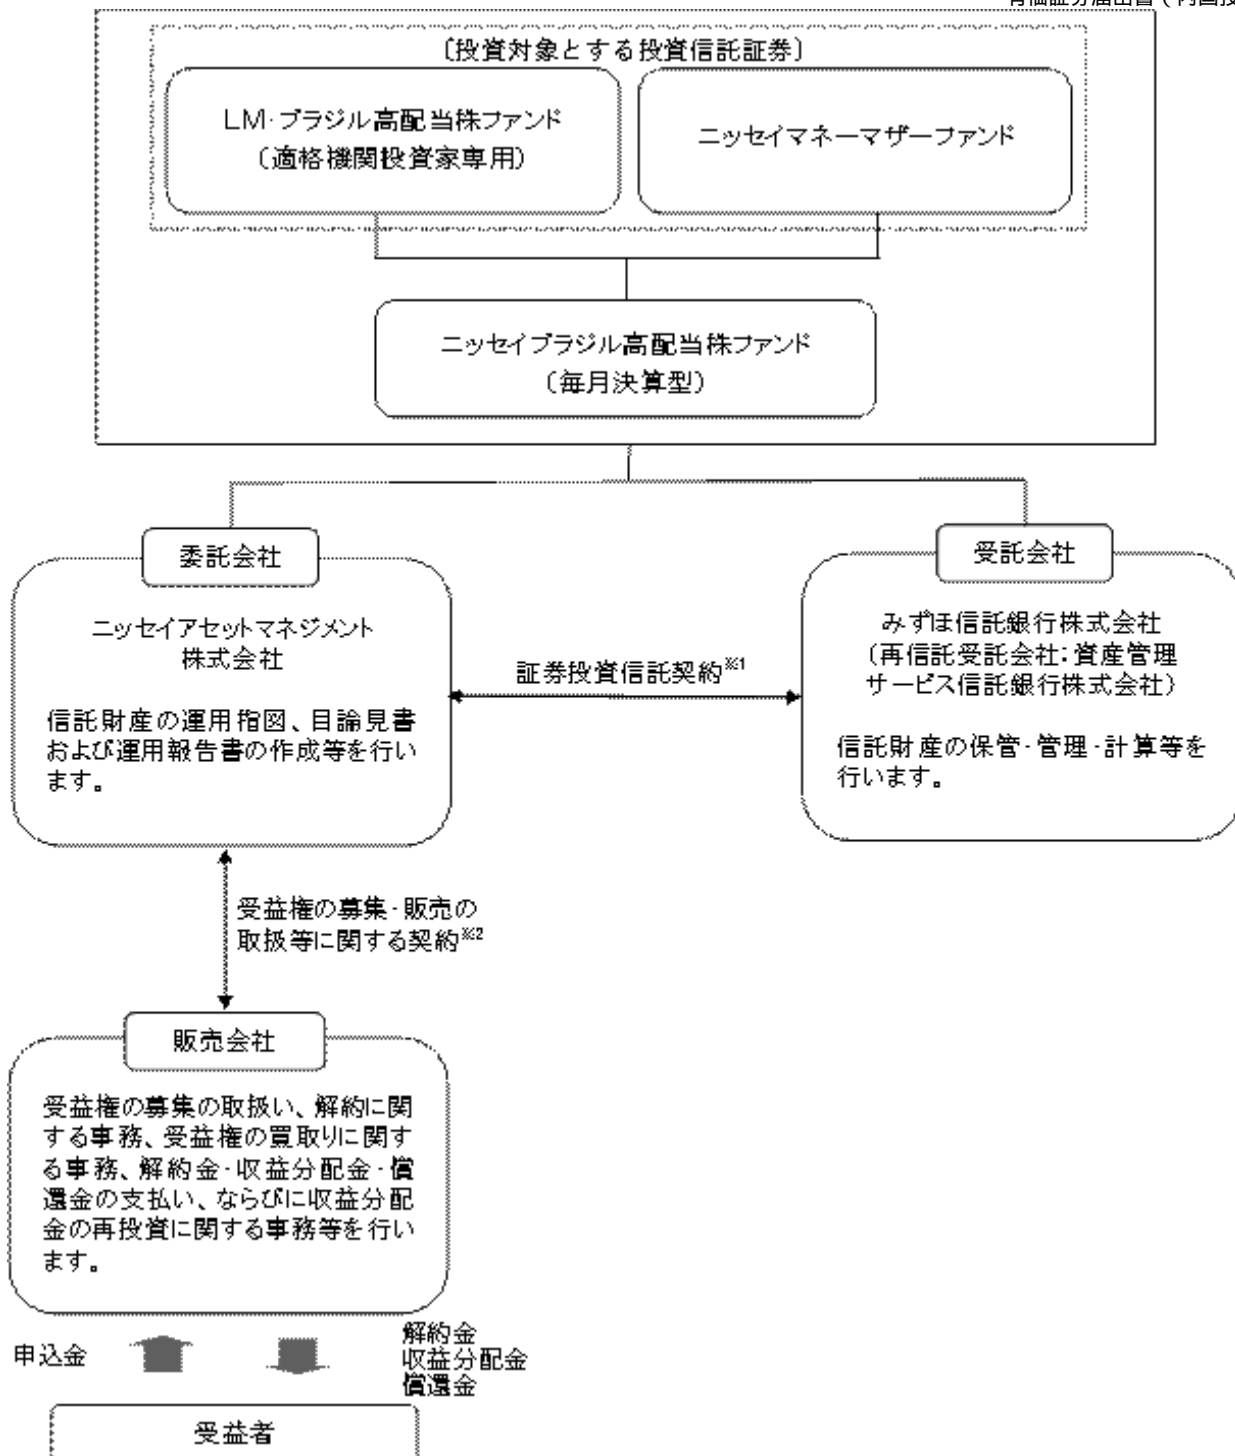 〔投資対象とする投資信託証券〕
LM・ブラジル高配当株ファンド
（適格機関投資家専用）
ニッセイマネーマザーファンド
ニッセイブラジル高配当株ファンド
（毎月決算型）
委託会社
ニッセイアセットマネジメント
株式会社
信託財産の運用指図、目論見書
および運用報告書の作成等を行い
ます。
証券投資信託契約※1
受託会社
みずほ信託銀行株式会社
（再信託受託会社：資産管理
サービス信託銀行株式会社）
信託財産の保管・管理・計算等を
行います。
受益権の募集・販売の
取扱等に関する契約※2
販売会社
受益権の募集の取扱い、解約に関
する事務、受益権の買取りに関す
る事務、解約金・収益分配金・償
還金の支払い、ならびに収益分配
金の再投資に関する事務等を行い
ます。
申込金
解約金
収益分配金
償還金
受益者